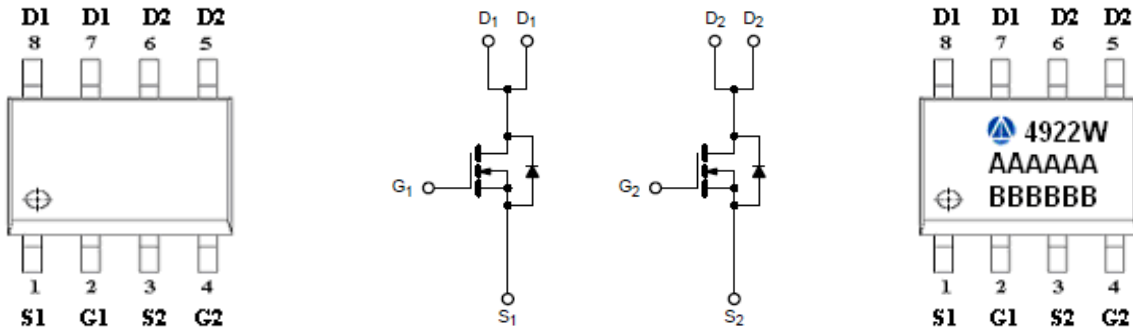 D1 D1 D2 D2
8 7 6 5
1 2 3 4
S1 G1 S2 G2
D1 D1
G1
S1
D2 D2
G2
S2
D1 D1 D2 D2
8 7 6 5
4922W
AAAAAA
BBBBBB
1 2 3 4
S1 G1 S2 G2